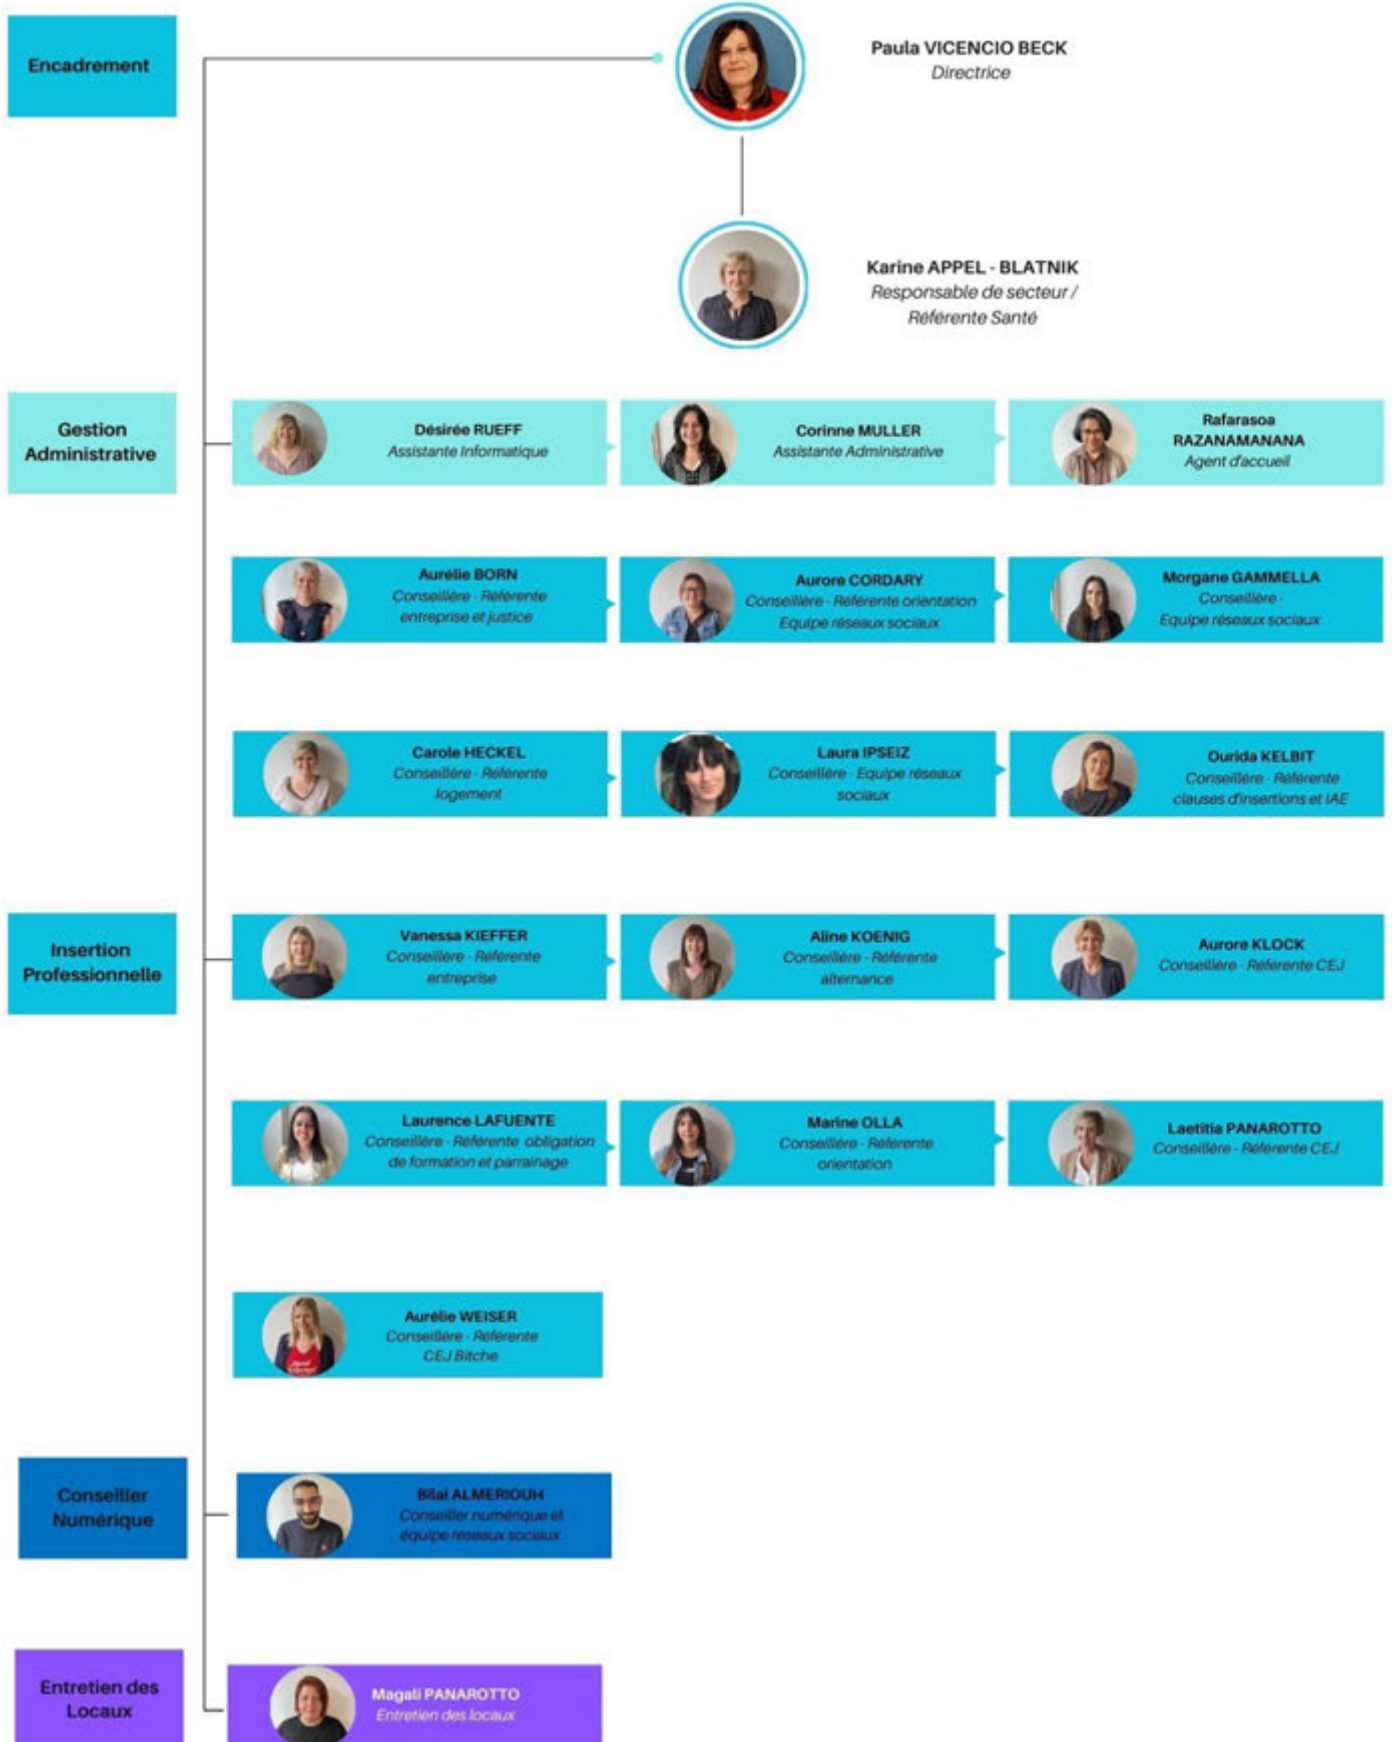 Encadrement
Paula VICENCIO BECK
Directrice
Karine APPEL - BLATNIK
Responsable de secteur /
Référente Santé
Gestion
Administrative
Désirée RUEFF
Assistante Informatique
Corinne MULLER
Assistante Administrative
Rafarasoa
RAZANAMANANA
Agent d'accueil
Aurélie BORN
Conseillère - Référente
entreprise et justice
Aurore CORDARY
Conseillère - Référente orientation
Equipe réseaux sociaux
Morgane GAMMELLA
Conseillère -
Equipe réseaux sociaux
Carole HECKEL
Conseillère - Référente
logement
Laura IPSEIZ
Conseillère - Equipe réseaux
sociaux
Ourida KELBIT
Conseillère - Référente
clauses d'insertions et IAE
Insertion
Professionnelle
Vanessa KIEFFER
Conseillère - Référente
entreprise
Aline KOENIG
Conseillère - Référente
alternance
Aurore KLOCK
Conseillère - Référente CEJ
Laurence LAFUENTE
Conseillère - Référente obligation
de formation et parrainage
Marine OLLA
Conseillère - Référente
orientation
Laetitia PANAROTTO
Conseillère - Référente CEJ
Aurélie WEISER
Conseillère - Référente
CEJ Bitche
Conseiller
Numérique
Bilal ALMERIOUH
Conseiller numérique et
équipe réseaux sociaux
Entretien des
Locaux
Magali PANAROTTO
Entretien des locaux